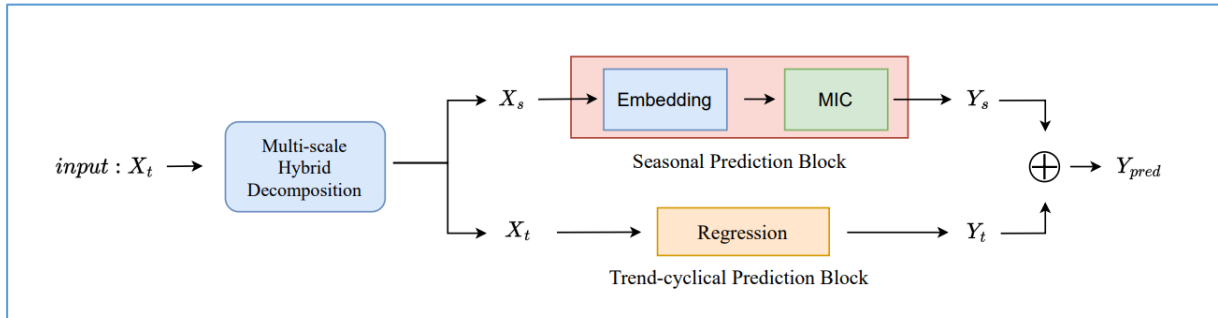 input : X_t
Multi-scale
Hybrid
Decomposition
X_s
Embedding
MIC
Y_s
Seasonal Prediction Block
X_t
Regression
Y_t
Trend-cyclical Prediction Block
⊕
Y_pred